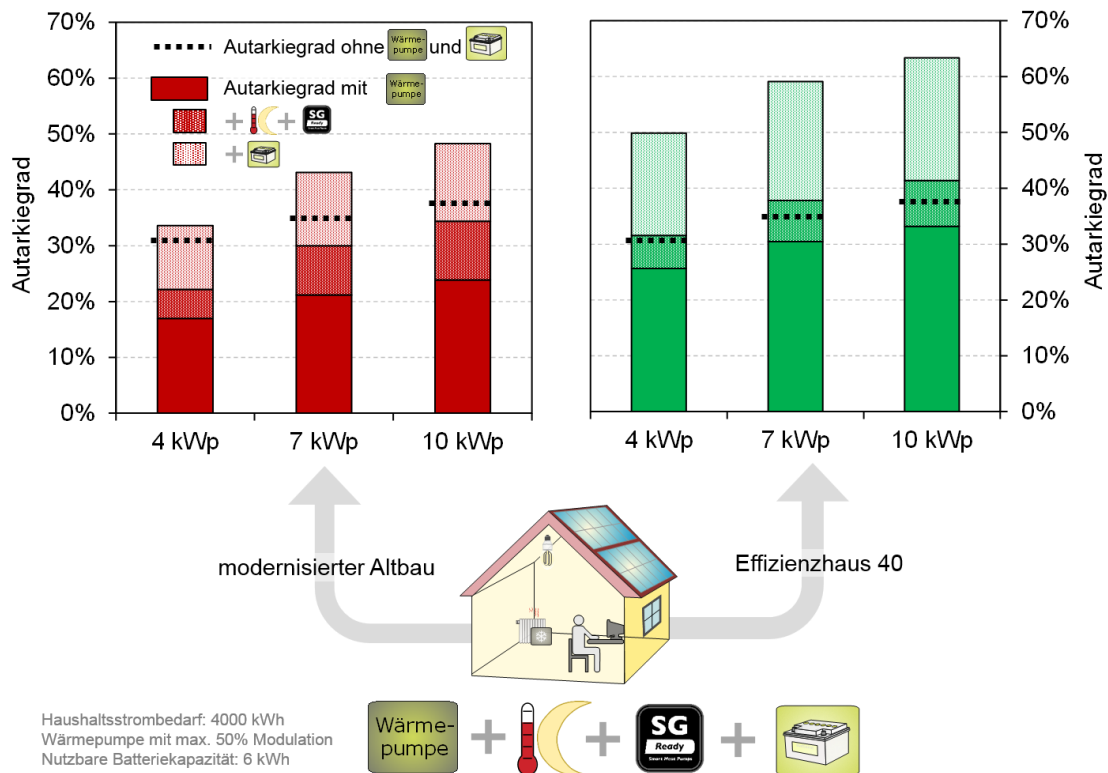 70%
60%
50%
40%
30%
20%
10%
0%
Autarkiegrad
Autarkiegrad ohne Wärme-pumpe und
Autarkiegrad mit Wärme-pumpe
+ + SG Ready
+
4 kWp 7 kWp 10 kWp
70%
60%
50%
40%
30%
20%
10%
0%
Autarkiegrad
4 kWp 7 kWp 10 kWp
modernisierter Altbau
Effizienzhaus 40
Haushaltsstrombedarf: 4000 kWh
Wärmepumpe mit max. 50% Modulation
Nutzbare Batteriekapazität: 6 kWh
Wärme-
pumpe
+ + +
SG
Ready
Smart Heat Pumps